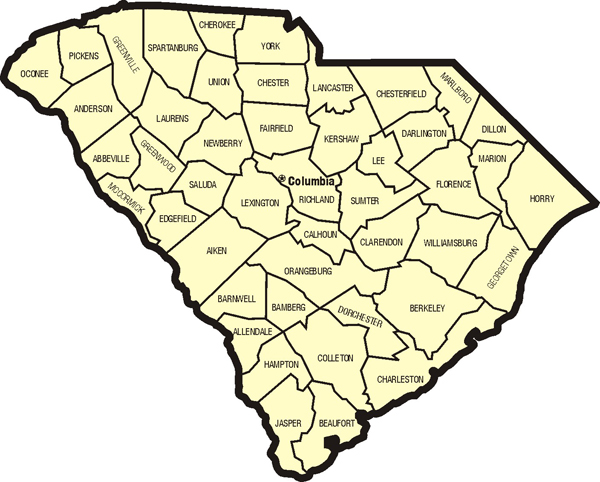 CHEROKEE
GREENVILLE
SPARTANBURG
YORK
PICKENS
OCONEE
UNION
CHESTER
LANCASTER
CHESTERFIELD
MARLBORO
ANDERSON
LAURENS
FAIRFIELD
KERSHAW
DARLINGTON
DILLON
NEWBERRY
ABBEVILLE
GREENWOOD
LEE
MARION
SALUDA
Columbia
FLORENCE
MCCORMICK
LEXINGTON
RICHLAND
SUMTER
HORRY
EDGEFIELD
CALHOUN
CLARENDON
WILLIAMSBURG
AIKEN
GEORGETOWN
ORANGEBURG
BARNWELL
BAMBERG
DORCHESTER
BERKELEY
ALLENDALE
HAMPTON
COLLETON
CHARLESTON
JASPER
BEAUFORT